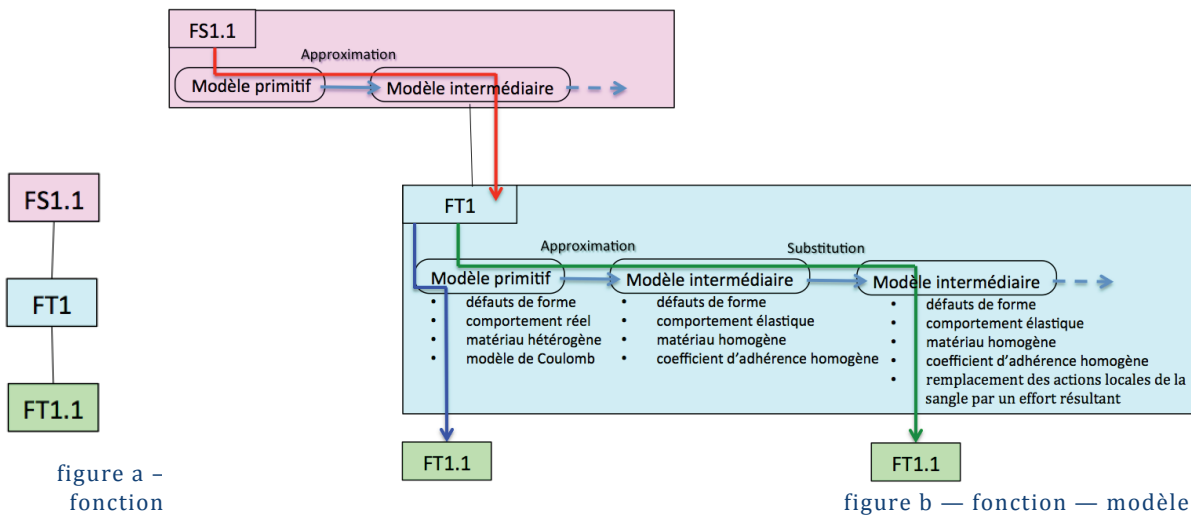 FS1.1
Approximation
Modèle primitif
Modèle intermédiaire
FS1.1
FT1
FT1.1
figure a –
fonction
FT1
Approximation
Substitution
Modèle primitif
• défauts de forme
• comportement réel
• matériau hétérogène
• modèle de Coulomb
Modèle intermédiaire
• défauts de forme
• comportement élastique
• matériau homogène
• coefficient d'adhérence homogène
Modèle intermédiaire
• défauts de forme
• comportement élastique
• matériau homogène
• coefficient d'adhérence homogène
• remplacement des actions locales de la
sangle par un effort résultant
FT1.1
FT1.1
figure b — fonction — modèle